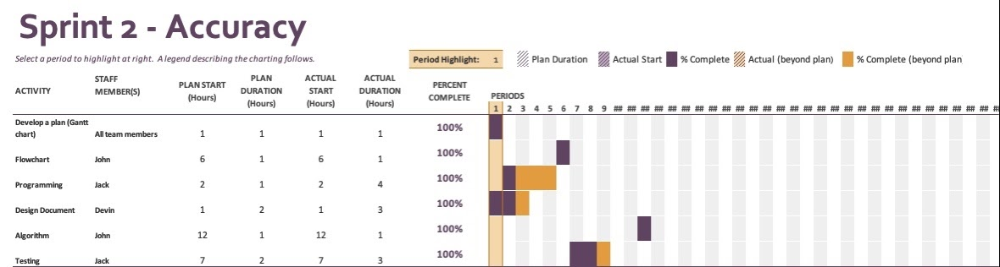 Sprint 2 - Accuracy
Select a period to highlight at right. A legend describing the charting follows.
Period Highlight: 1 Plan Duration Actual Start % Complete Actual (beyond plan) % Complete (beyond plan
ACTIVITY STAFF MEMBER(S) PLAN START (Hours) PLAN DURATION (Hours) ACTUAL START (Hours) ACTUAL DURATION (Hours) PERCENT COMPLETE PERIODS
1 2 3 4 5 6 7 8 9 ## ## ## ## ## ## ## ## ## ## ## ## ## ## ## ## ## ## ## ## ## ## ## ## ## ## ## ## ## ##
Develop a plan (Gantt chart) All team members 1 1 1 1 100%
Flowchart John 6 1 6 1 100%
Programming Jack 2 1 2 4 100%
Design Document Devin 1 2 1 3 100%
Algorithm John 12 1 12 1 100%
Testing Jack 7 2 7 3 100%